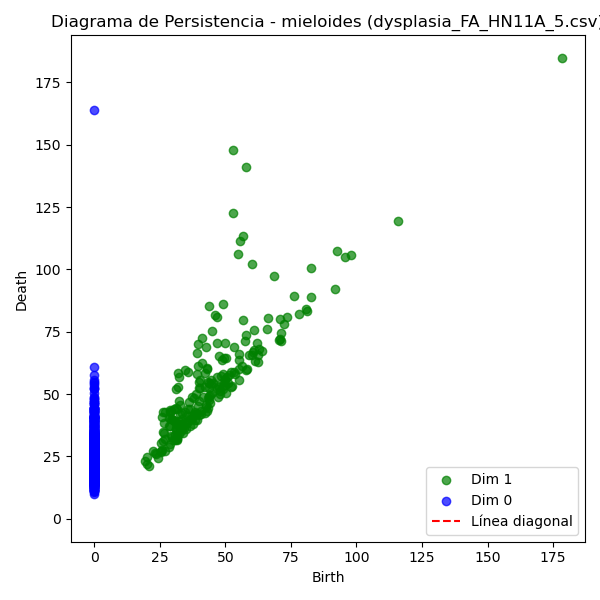 Diagrama de Persistencia - mieloides (dysplasia_FA_HN11A_5.csv)
175
150
125
100
75
50
25
0
Death
0 25 50 75 100 125 150 175
Birth
Dim 1
Dim 0
Línea diagonal